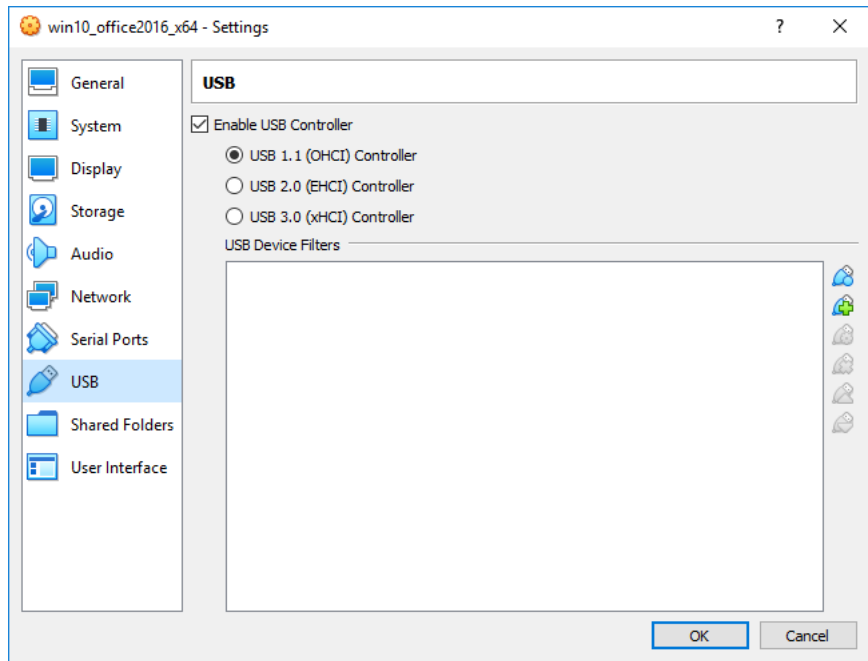 win10_office2016_x64 - Settings
?
General
System
Display
Storage
Audio
Network
Serial Ports
USB
Shared Folders
User Interface
USB
Enable USB Controller
USB 1.1 (OHCI) Controller
USB 2.0 (EHCI) Controller
USB 3.0 (xHCI) Controller
USB Device Filters
OK
Cancel